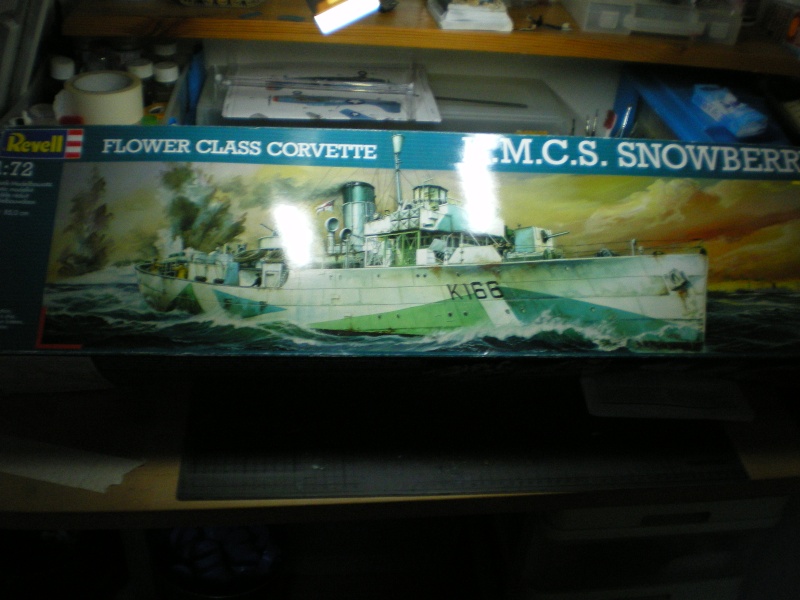 Revell
FLOWER CLASS CORVETTE
.M.C.S. SNOWBERR
1:72
K166